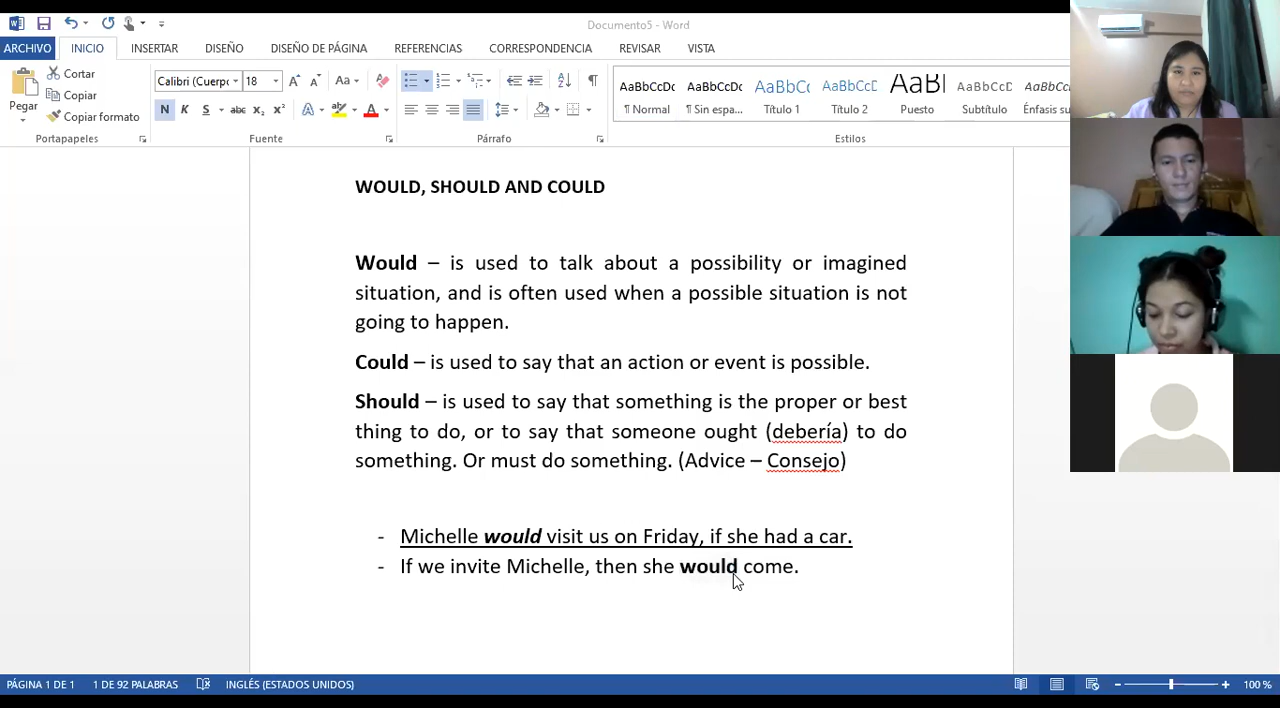 Documento5 - Word
ARCHIVO INICIO INSERTAR DISEÑO DISEÑO DE PÁGINA REFERENCIAS CORRESPONDENCIA REVISAR VISTA
Pegar
Cortar
Copiar
Copiar formato
Portapapeles
Calibri (Cuerpo 18
Aa
N K S abc x₂ x²
A A
Fuente
Párrafo
AaBbCcDc AaBbCcDc AaBbCc AaBbCcC AaBl AaBbCcD AaBbCcDc
¶ Normal ¶ Sin espa... Título 1 Título 2 Puesto Subtítulo Énfasis su
Estilos
WOULD, SHOULD AND COULD
Would – is used to talk about a possibility or imagined
situation, and is often used when a possible situation is not
going to happen.
Could – is used to say that an action or event is possible.
Should – is used to say that something is the proper or best
thing to do, or to say that someone ought (debería) to do
something. Or must do something. (Advice – Consejo)
- Michelle would visit us on Friday, if she had a car.
- If we invite Michelle, then she would come.
PÁGINA 1 DE 1 1 DE 92 PALABRAS INGLÉS (ESTADOS UNIDOS) 100 %